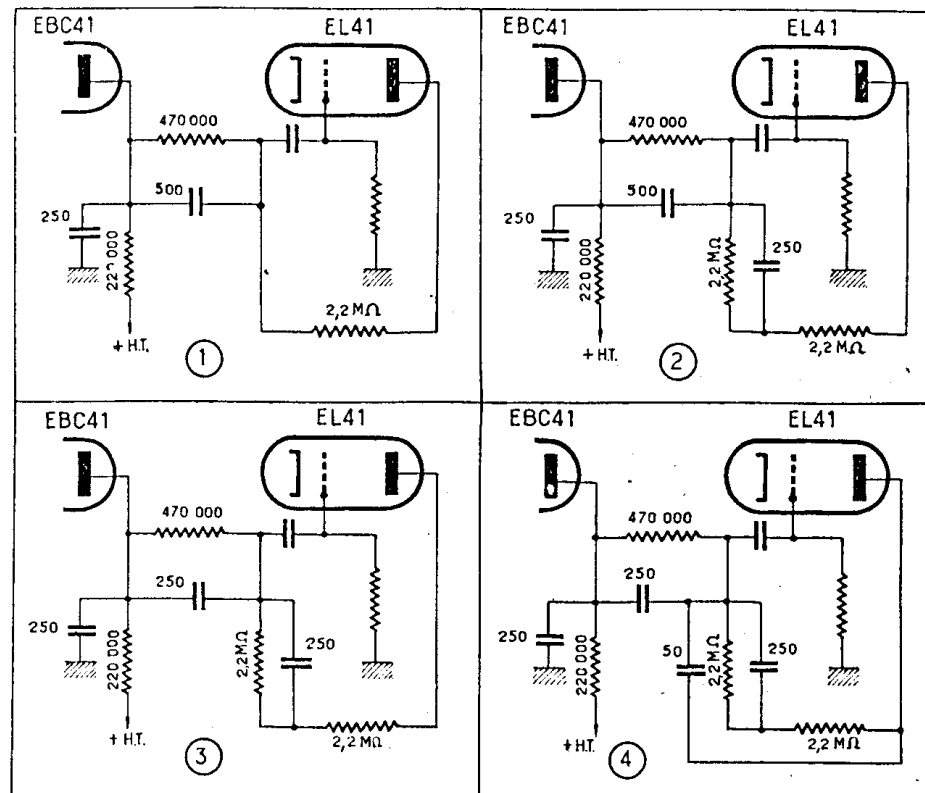 EBC41
EL41
470 000
500
250
220 000
2,2 MΩ
+ H.T.
1
EBC41
EL41
470 000
500
250
250
220 000
2,2 MΩ
+ H.T.
2,2 MΩ
2
EBC41
EL41
470 000
250
250
250
220 000
2,2 MΩ
+ H.T.
2,2 MΩ
3
EBC41
EL41
470 000
250
250
50
250
220 000
2,2 MΩ
2,2 MΩ
+ H.T.
4